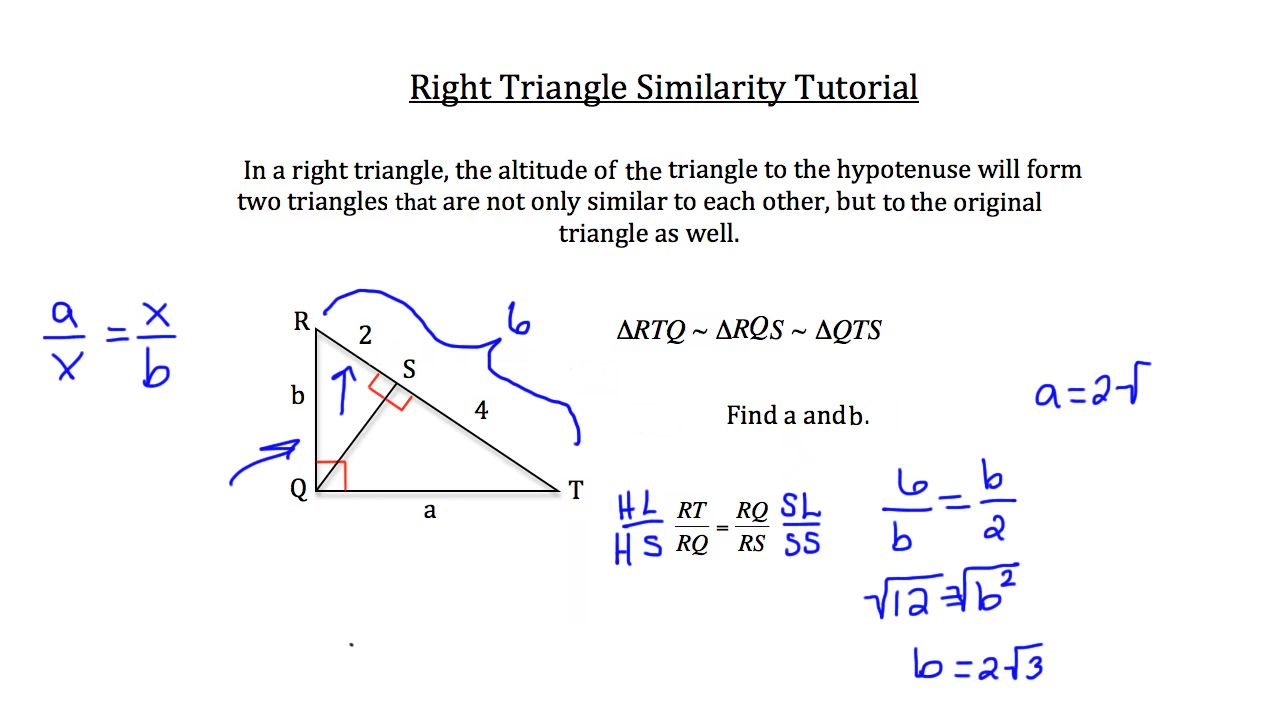 Right Triangle Similarity Tutorial
In a right triangle, the altitude of the triangle to the hypotenuse will form
two triangles that are not only similar to each other, but to the original
triangle as well.
a/x = x/b
R
2
6
S
b
4
Q
T
a
ΔRTQ ~ ΔRQS ~ ΔQTS
Find a and b.
HL/HS RT/RQ = RQ/RS SL/SS
a=2√
6/b = b/2
√12=√b²
b=2√3